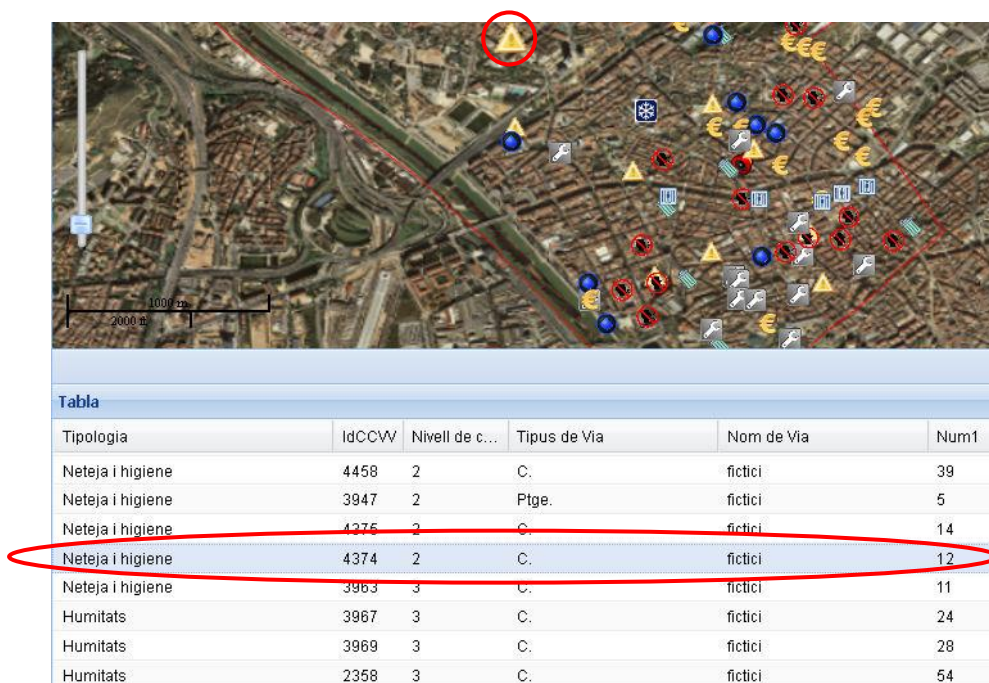 1000 m
2000 ft
Tabla
Tipologia IdCCVV Nivell de c... Tipus de Via Nom de Via Num1
Neteja i higiene 4458 2 C. fictici 39
Neteja i higiene 3947 2 Ptge. fictici 5
Neteja i higiene 4375 2 C. fictici 14
Neteja i higiene 4374 2 C. fictici 12
Neteja i higiene 3963 3 C. fictici 11
Humitats 3967 3 C. fictici 24
Humitats 3969 3 C. fictici 28
Humitats 2358 3 C. fictici 54